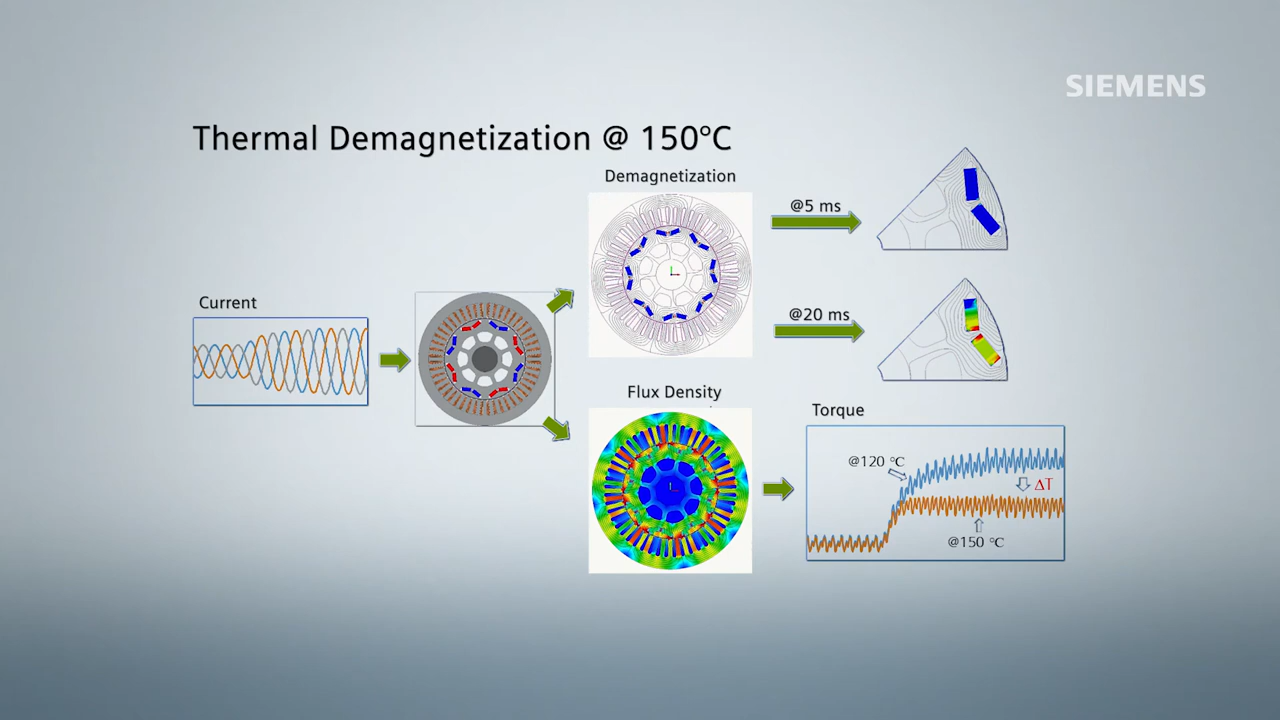 SIEMENS
Thermal Demagnetization @ 150°C
Demagnetization
@5 ms
Current
@20 ms
Flux Density
Torque
@120 °C
ΔT
@150 °C